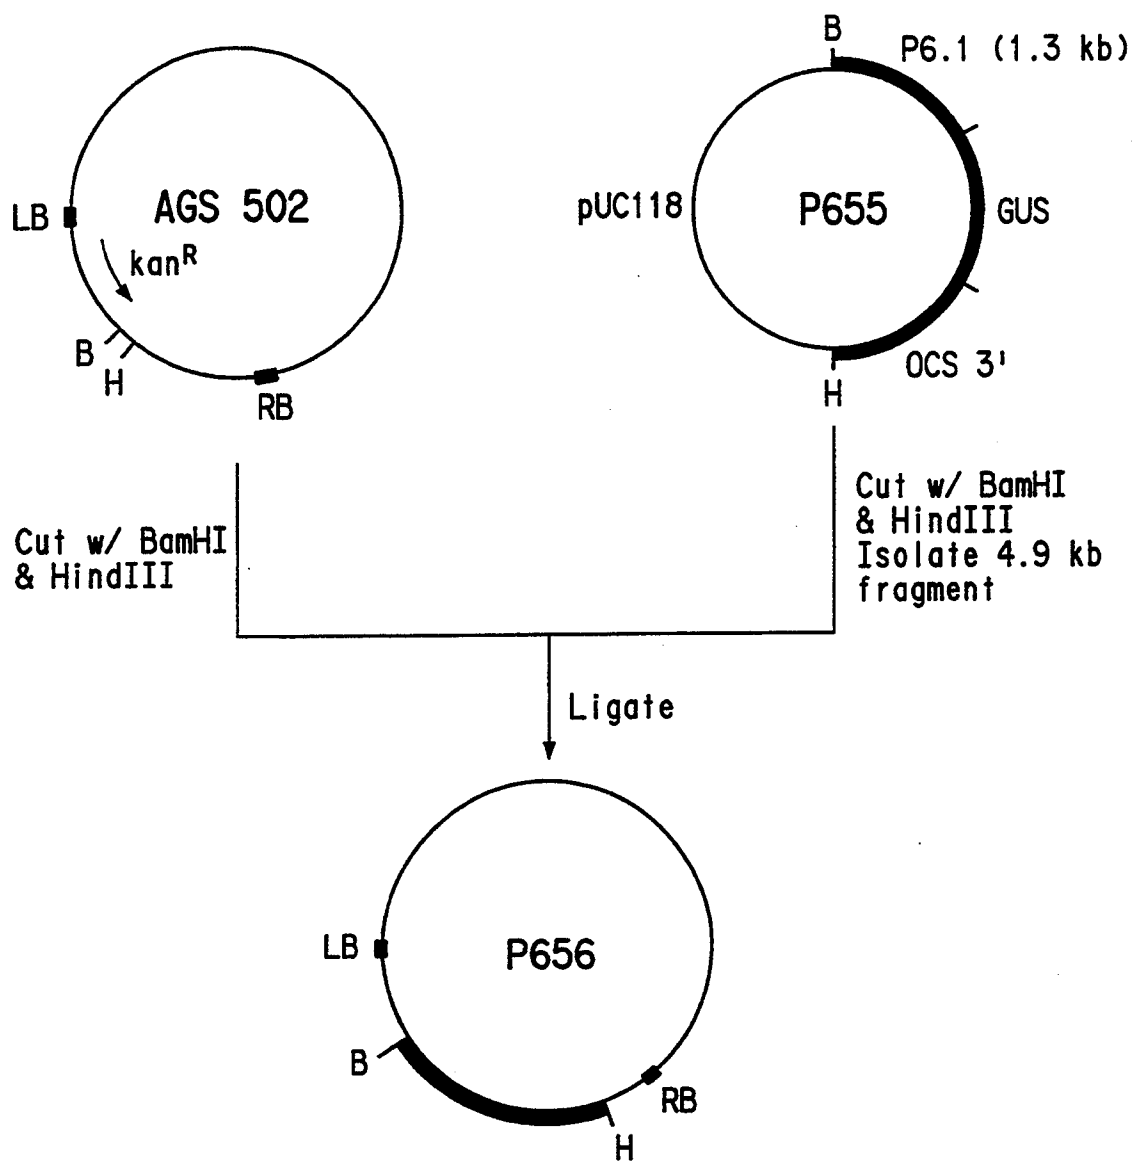 B
P6.1 (1.3 kb)
AGS 502
LB
kanR
B
H
RB
pUC118
P655
GUS
OCS 3'
H
Cut w/ BamHI
& HindIII
Cut w/ BamHI
& HindIII
Isolate 4.9 kb
fragment
Ligate
LB
P656
B
RB
H